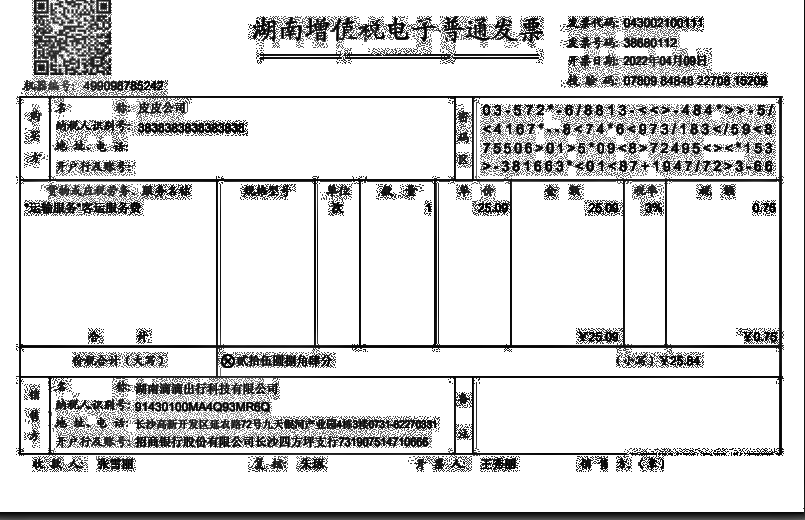 湖南增值税电子普通发票
发票代码: 043002100111
发票号码: 38680112
开票日期: 2022年04月09日
校 验 码: 07809 84848 22708 15206
机器编号: 499098785242
购买方
名 称: 皮皮公司
纳税人识别号: 3838383838383838
地 址、电 话:
开户行及账号:
密码区
03-572*-6/8813-<<>-484*>>-5/
<4167*--8<74*6<073/183</59<8
75506>01>5*09<8>72495<><*153
>-381663*<01<87+1947/72>3-66
货物或应税劳务、服务名称 规格型号 单位 数 量 单 价 金 额 税率 税 额
*运输服务*客运服务费 次 1 25.09 25.09 3% 0.75
合 计 ￥25.09 ￥0.75
价税合计（大写） ⊗贰拾伍圆捌角肆分 （小写）￥25.84
销售方
名 称: 湖南滴滴出行科技有限公司
纳税人识别号: 91430100MA4Q93MR6Q
地 址、电 话: 长沙高新开发区延农路72号九天银河产业园4栋3楼0731-82270331
开户行及账号: 招商银行股份有限公司长沙四方坪支行731907514710666
备注
收 款 人: 张雪丽 复 核: 朱琪 开 票 人: 王秀丽 销 售 方:（章）